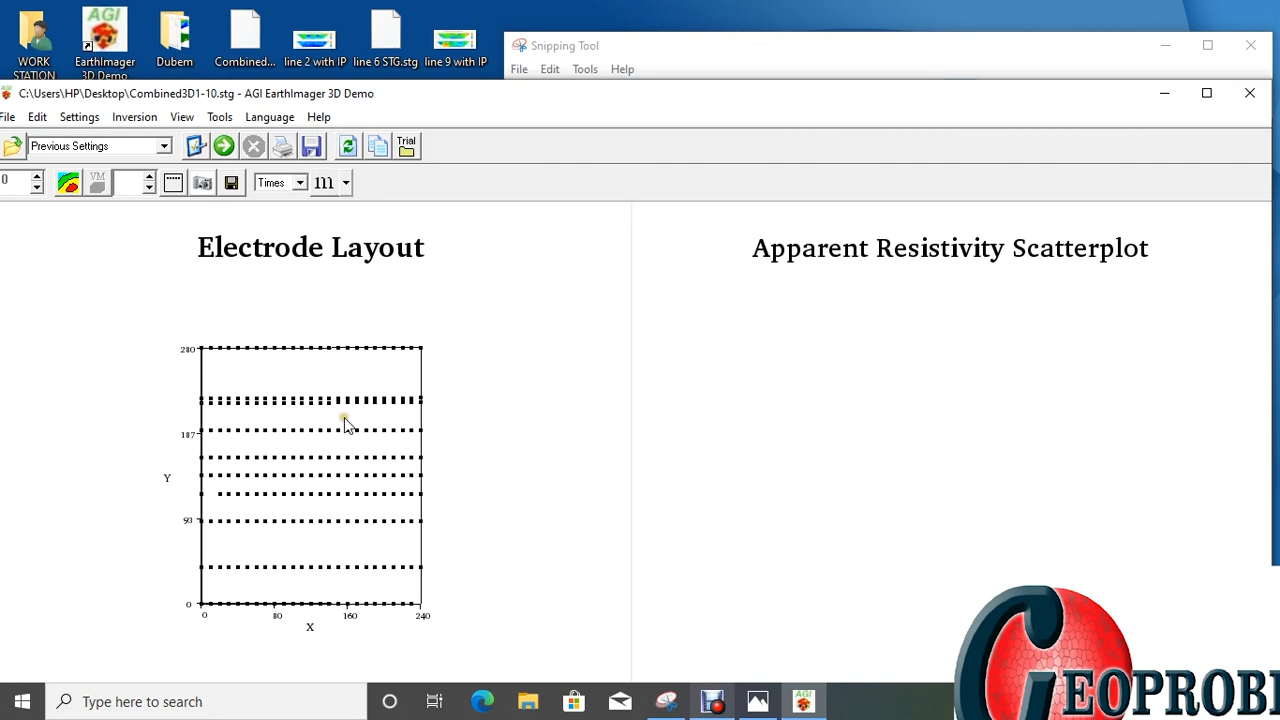 WORK
STATION
EarthImager
3D Demo
Dubem
Combined...
line 2 with IP
line 6 STG.stg
line 9 with IP
Snipping Tool
File Edit Tools Help
C:\Users\HP\Desktop\Combined3D1-10.stg - AGI EarthImager 3D Demo
File Edit Settings Inversion View Tools Language Help
Previous Settings
Trial
0
VM
Times
m
Electrode Layout
Apparent Resistivity Scatterplot
280
187
Y
93
0
0 80 160 240
X
Type here to search
GEOPROBE